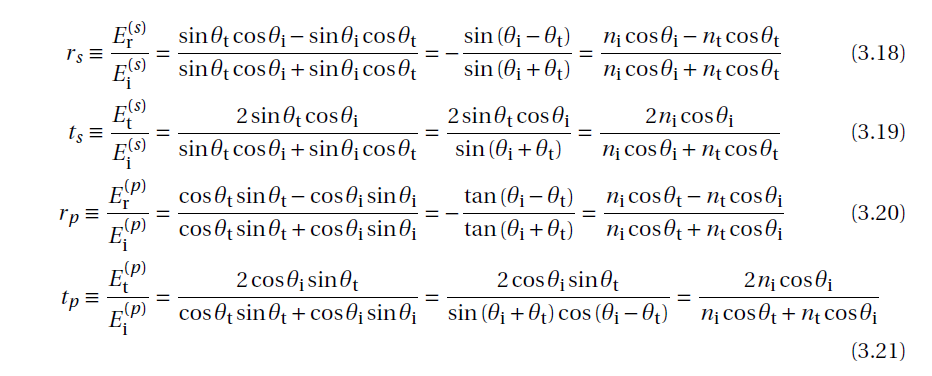 r_s ≡ E_r^{(s)} / E_i^{(s)} = (sin θ_t cos θ_i − sin θ_i cos θ_t) / (sin θ_t cos θ_i + sin θ_i cos θ_t) = − sin (θ_i − θ_t) / sin (θ_i + θ_t) = (n_i cos θ_i − n_t cos θ_t) / (n_i cos θ_i + n_t cos θ_t) (3.18)
t_s ≡ E_t^{(s)} / E_i^{(s)} = 2 sin θ_t cos θ_i / (sin θ_t cos θ_i + sin θ_i cos θ_t) = 2 sin θ_t cos θ_i / sin (θ_i + θ_t) = 2 n_i cos θ_i / (n_i cos θ_i + n_t cos θ_t) (3.19)
r_p ≡ E_r^{(p)} / E_i^{(p)} = (cos θ_t sin θ_t − cos θ_i sin θ_i) / (cos θ_t sin θ_t + cos θ_i sin θ_i) = − tan (θ_i − θ_t) / tan (θ_i + θ_t) = (n_i cos θ_t − n_t cos θ_i) / (n_i cos θ_t + n_t cos θ_i) (3.20)
t_p ≡ E_t^{(p)} / E_i^{(p)} = 2 cos θ_i sin θ_t / (cos θ_t sin θ_t + cos θ_i sin θ_i) = 2 cos θ_i sin θ_t / (sin (θ_i + θ_t) cos (θ_i − θ_t)) = 2 n_i cos θ_i / (n_i cos θ_t + n_t cos θ_i)
(3.21)